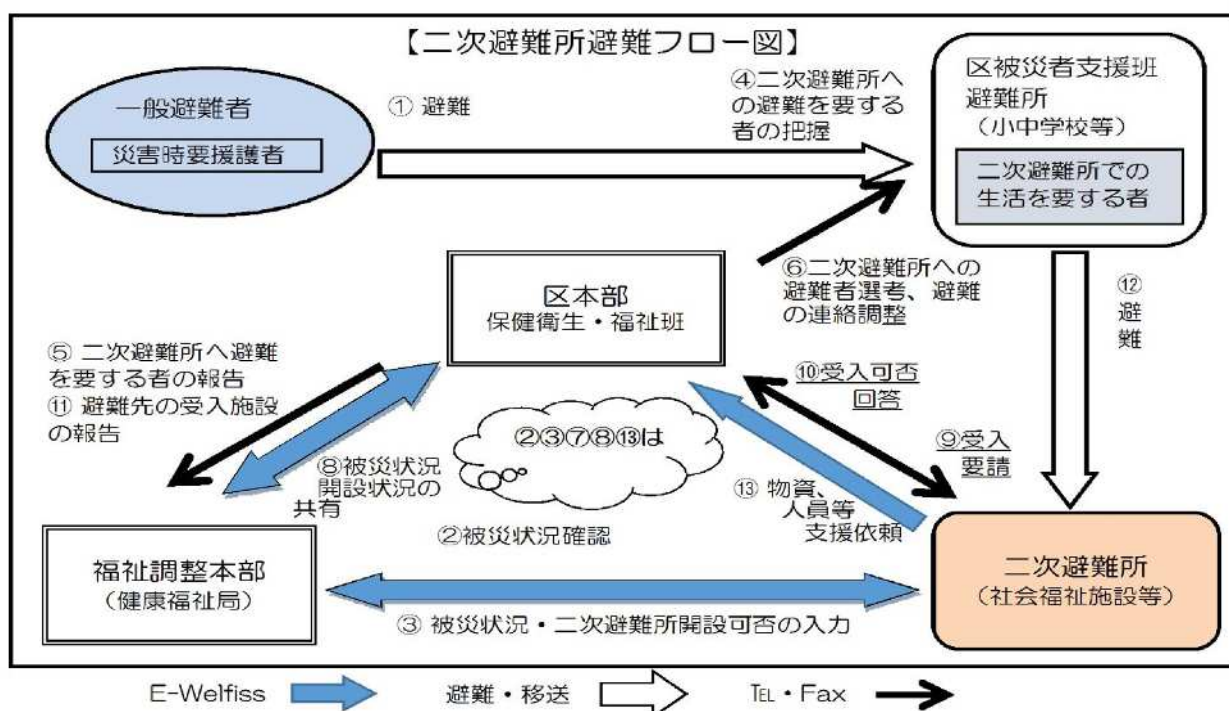 【二次避難所避難フロー図】
一般避難者
災害時要援護者
① 避難
④二次避難所へ
の避難を要する
者の把握
区被災者支援班
避難所
（小中学校等）
二次避難所での
生活を要する者
区本部
保健衛生・福祉班
⑥二次避難所への
避難者選考、避難
の連絡調整
⑫
避
難
⑤ 二次避難所へ避難
を要する者の報告
⑪ 避難先の受入施設
の報告
⑩受入可否
回答
②③⑦⑧⑬は
⑨受入
要請
⑧被災状況
開設状況の
共有
⑬ 物資、
人員等
支援依頼
②被災状況確認
福祉調整本部
（健康福祉局）
二次避難所
（社会福祉施設等）
③ 被災状況・二次避難所開設可否の入力
E-Welfiss
避難・移送
TEL・Fax